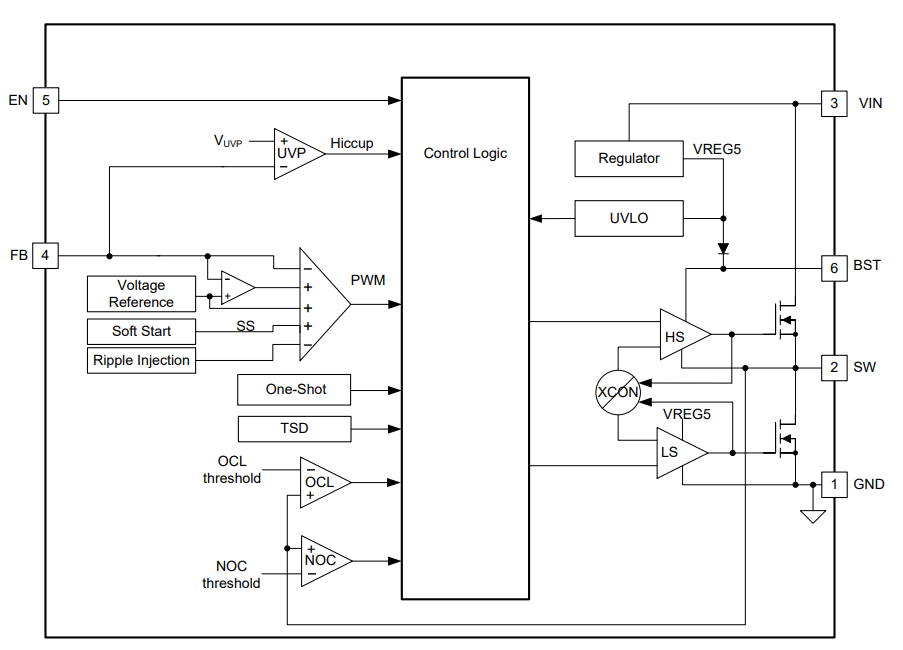 EN 5
3 VIN
V_UVP
+
UVP
−
Hiccup
Control Logic
Regulator
VREG5
UVLO
FB 4
6 BST
Voltage
Reference
−
+
−
+
+
+
−
PWM
Soft Start
SS
Ripple Injection
HS
2 SW
One-Shot
XCON
TSD
VREG5
LS
OCL
threshold
−
OCL
+
1 GND
NOC
threshold
+
NOC
−